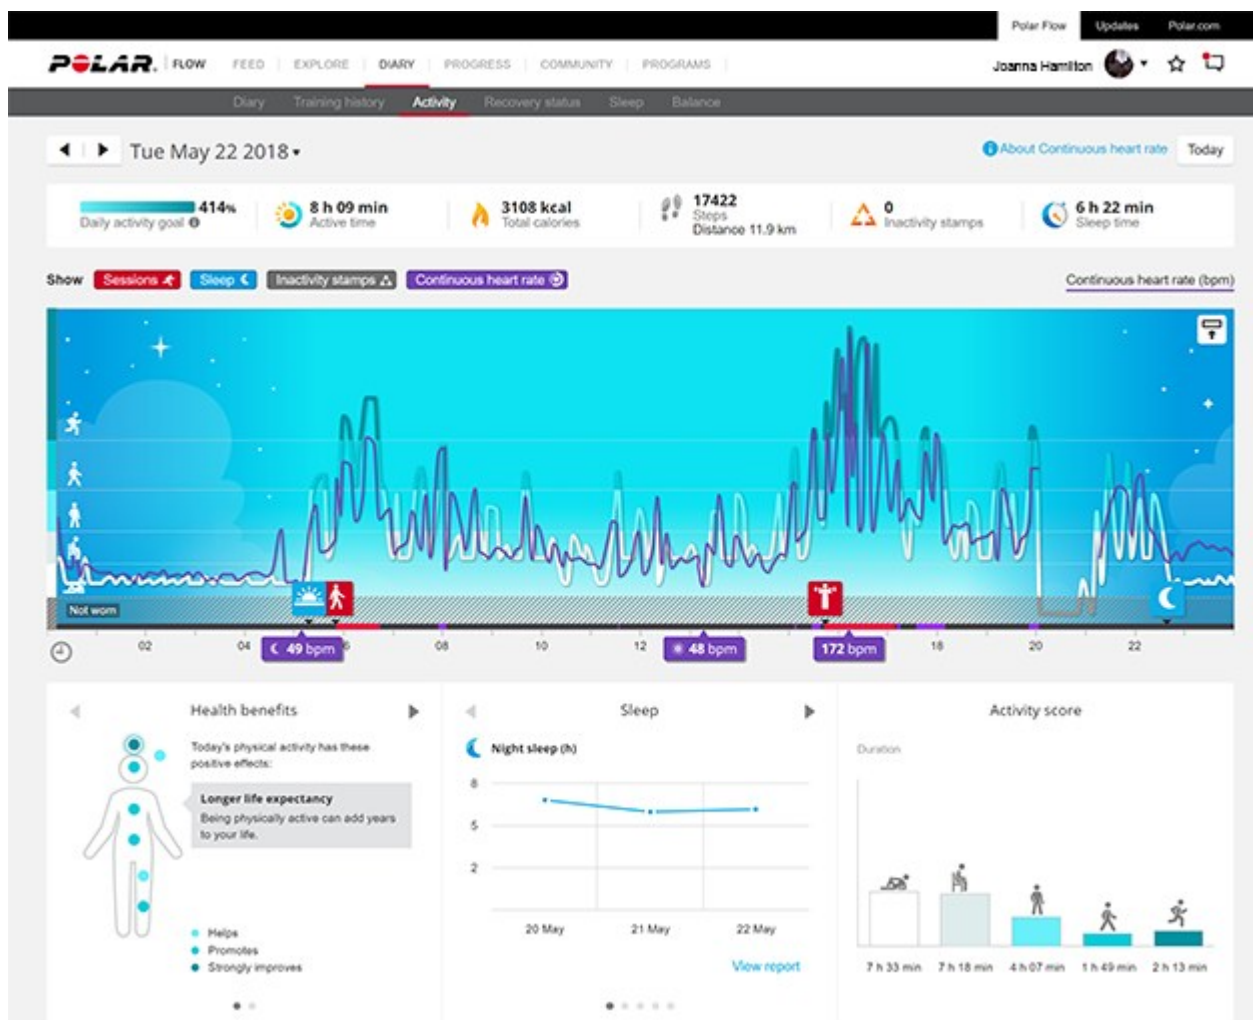 Polar Flow Updates Polar.com
POLAR. FLOW FEED EXPLORE DIARY PROGRESS COMMUNITY PROGRAMS Joanna Hamilton
Diary Training history Activity Recovery status Sleep Balance
Tue May 22 2018 About Continuous heart rate Today
414%
Daily activity goal
8 h 09 min
Active time
3108 kcal
Total calories
17422
Steps
Distance 11.9 km
0
Inactivity stamps
6 h 22 min
Sleep time
Show Sessions Sleep Inactivity stamps Continuous heart rate Continuous heart rate (bpm)
Not worn
02 04 6 08 10 12 18 20 22
49 bpm 48 bpm 172 bpm
Health benefits
Today's physical activity has these
positive effects:
Longer life expectancy
Being physically active can add years
to your life.
Helps
Promotes
Strongly improves
Sleep
Night sleep (h)
8
5
2
20 May 21 May 22 May
View report
Activity score
Duration
7 h 33 min 7 h 18 min 4 h 07 min 1 h 49 min 2 h 13 min